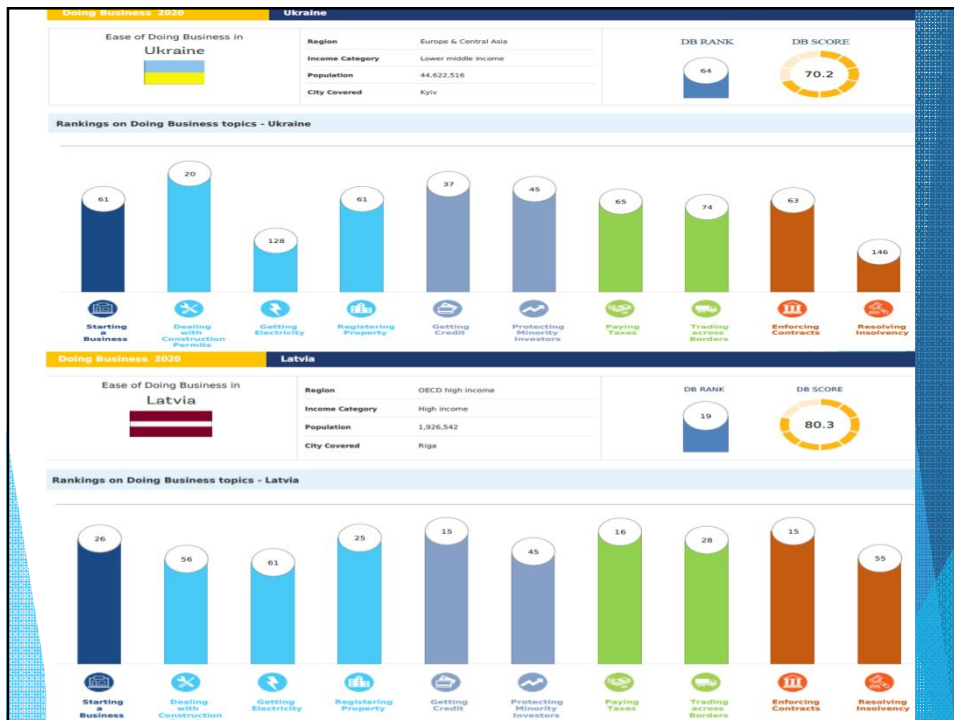 Doing Business 2020 Ukraine
Ease of Doing Business in
Ukraine
Region Europe & Central Asia
Income Category Lower middle income
Population 44,622,516
City Covered Kyiv
DB RANK DB SCORE
64 70.2
Rankings on Doing Business topics - Ukraine
61 20 128 61 37 45 65 74 63 146
Starting a Business
Dealing with Construction Permits
Getting Electricity
Registering Property
Getting Credit
Protecting Minority Investors
Paying Taxes
Trading across Borders
Enforcing Contracts
Resolving Insolvency
Doing Business 2020 Latvia
Ease of Doing Business in
Latvia
Region OECD high income
Income Category High income
Population 1,926,542
City Covered Riga
DB RANK DB SCORE
19 80.3
Rankings on Doing Business topics - Latvia
26 56 61 25 15 45 16 28 15 55
Starting a Business
Dealing with Construction
Getting Electricity
Registering Property
Getting Credit
Protecting Minority Investors
Paying Taxes
Trading across Borders
Enforcing Contracts
Resolving Insolvency